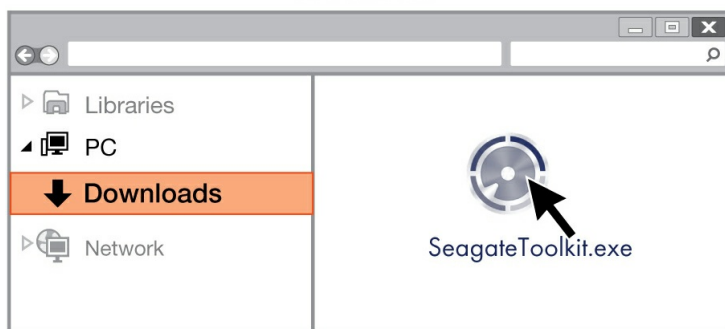 Libraries
PC
Downloads
Network
SeagateToolkit.exe